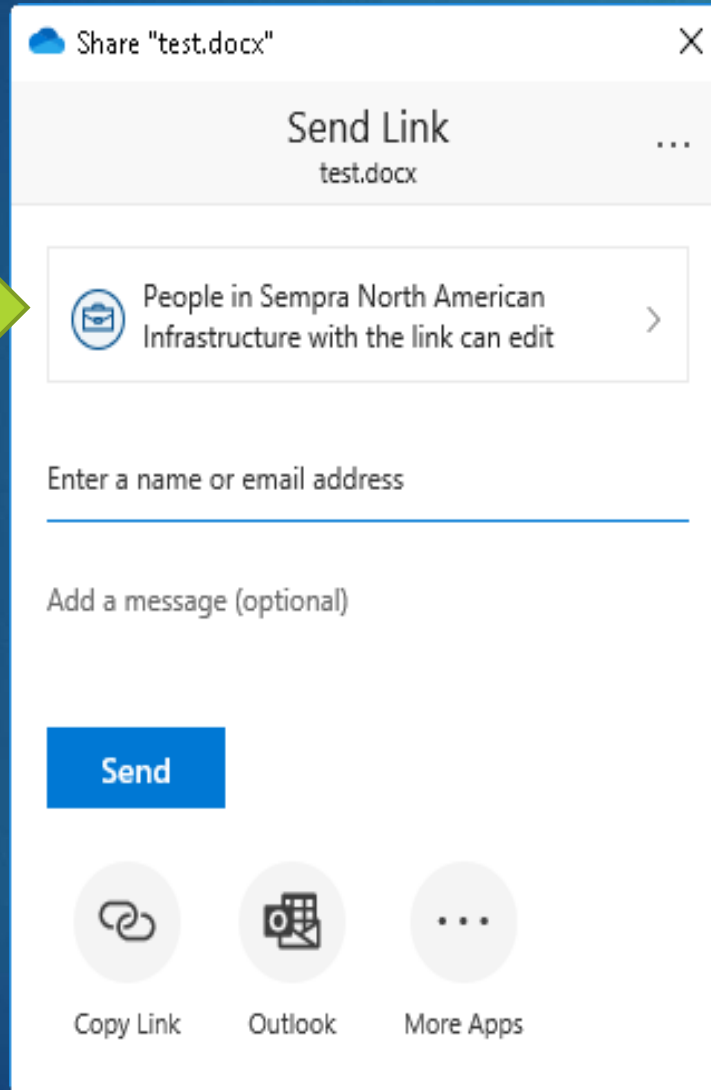 Share "test.docx"
Send Link
test.docx
People in Sempra North American
Infrastructure with the link can edit
Enter a name or email address
Add a message (optional)
Send
Copy Link
Outlook
More Apps